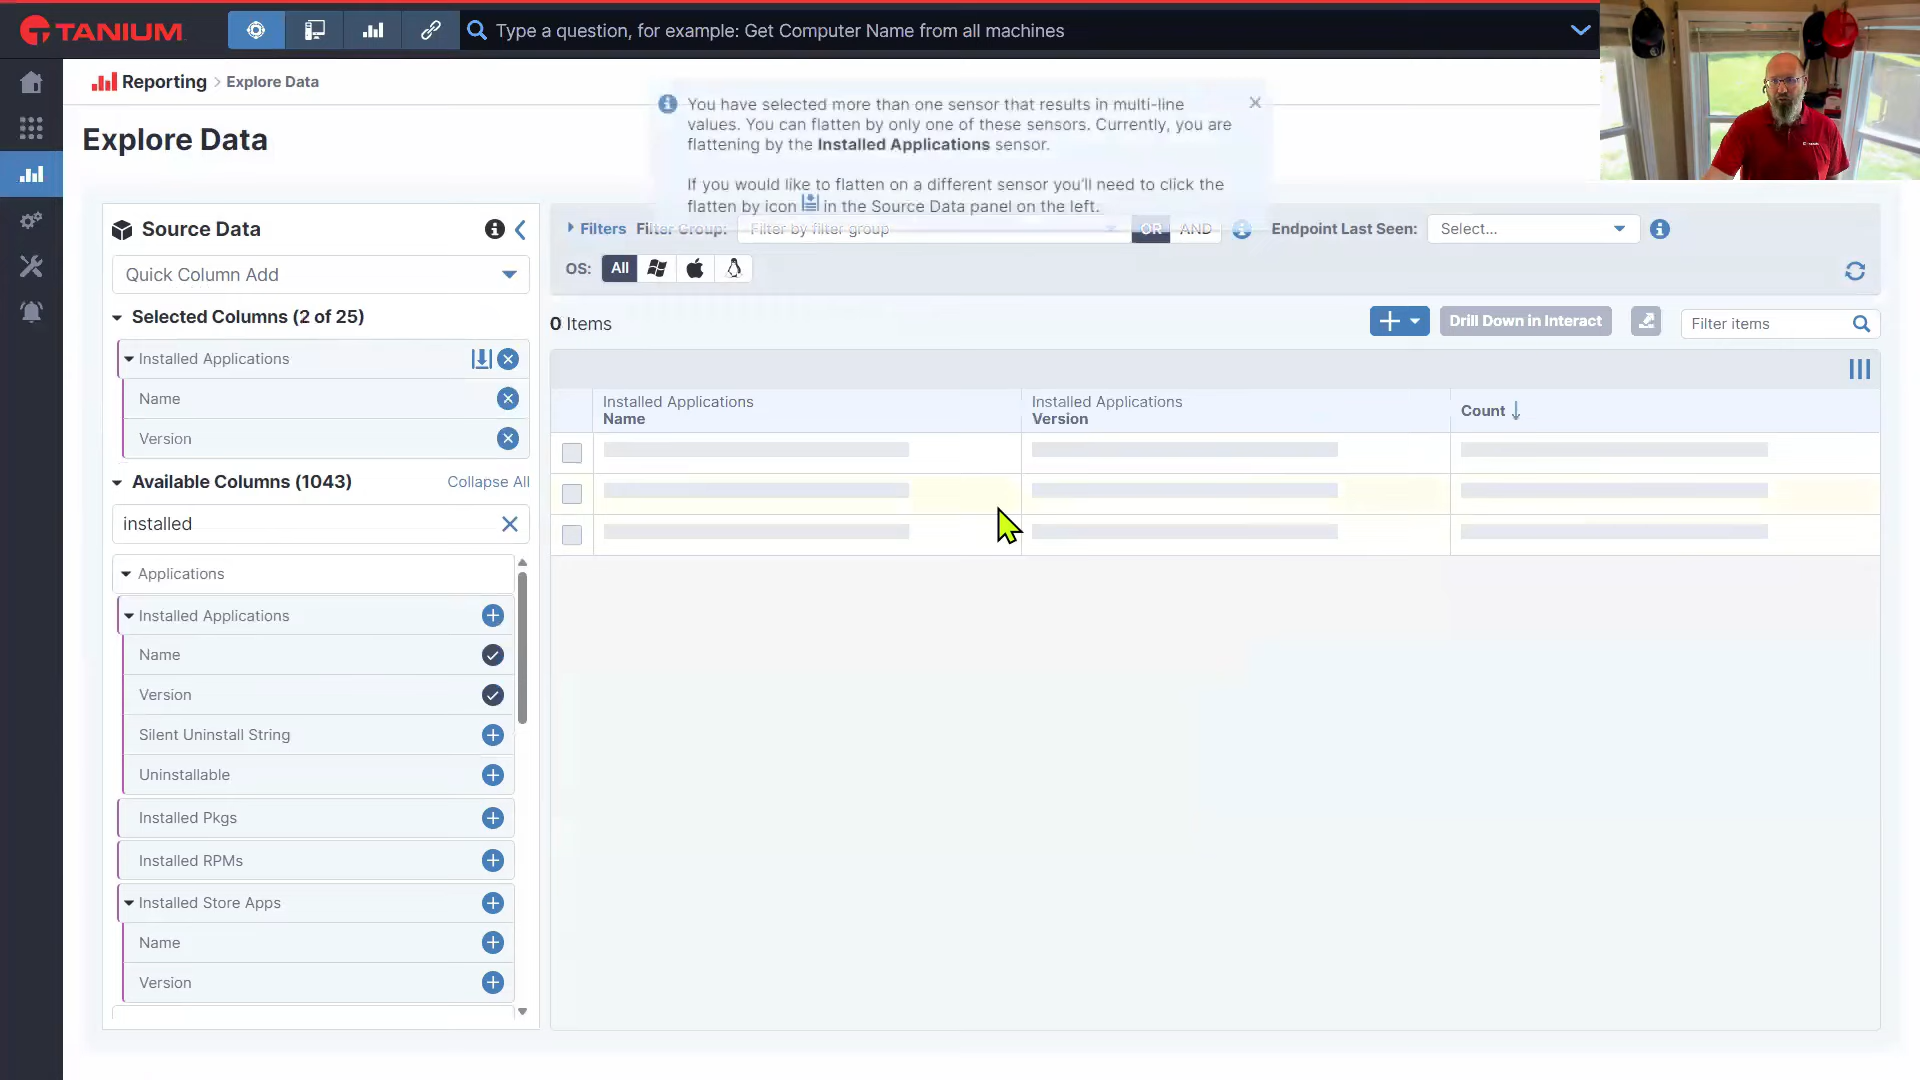 TANIUM
Type a question, for example: Get Computer Name from all machines
Reporting > Explore Data
Explore Data
You have selected more than one sensor that results in multi-line
values. You can flatten by only one of these sensors. Currently, you are
flattening by the Installed Applications sensor.
If you would like to flatten on a different sensor you'll need to click the
flatten by icon in the Source Data panel on the left.
Source Data
Quick Column Add
Selected Columns (2 of 25)
Installed Applications
Name
Version
Available Columns (1043)
Collapse All
installed
Applications
Installed Applications
Name
Version
Silent Uninstall String
Uninstallable
Installed Pkgs
Installed RPMs
Installed Store Apps
Name
Version
Filters
Filter Group:
Filter by filter group
OR
AND
Endpoint Last Seen:
Select...
OS:
All
0 Items
Drill Down in Interact
Filter items
Installed Applications
Name
Installed Applications
Version
Count